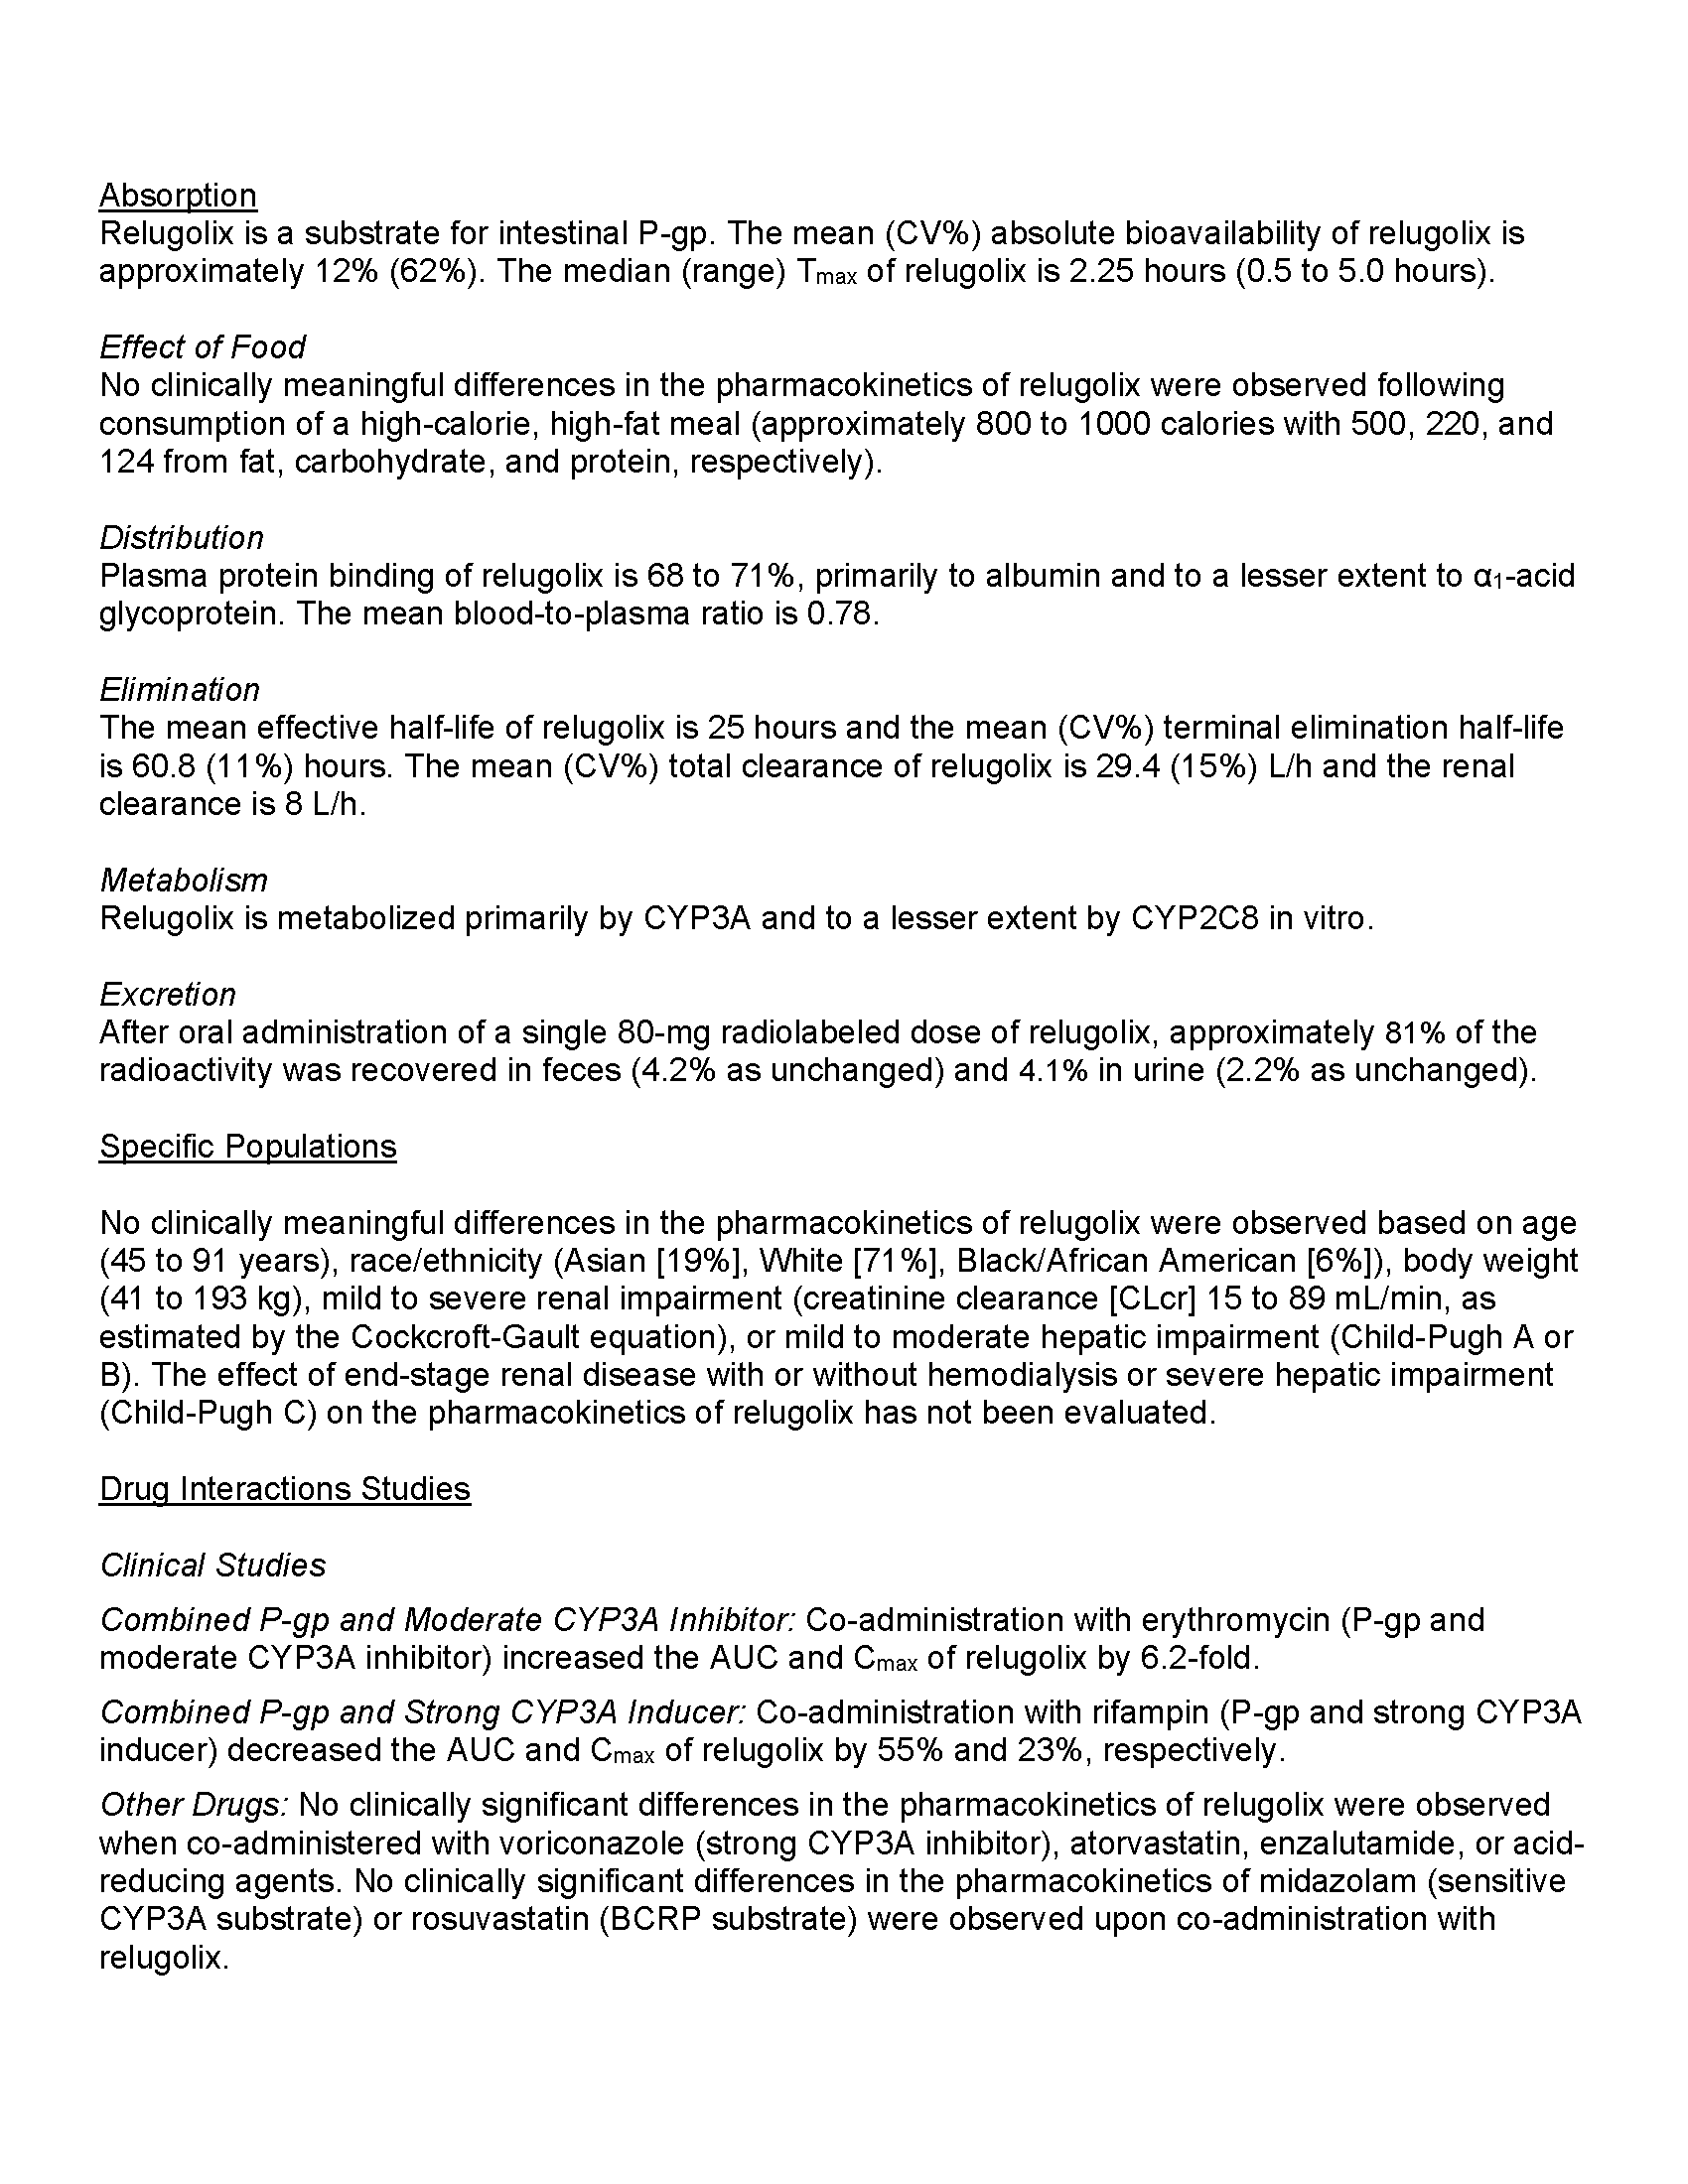 Absorption
Relugolix is a substrate for intestinal P-gp. The mean (CV%) absolute bioavailability of relugolix is
approximately 12% (62%). The median (range) Tmax of relugolix is 2.25 hours (0.5 to 5.0 hours).
Effect of Food
No clinically meaningful differences in the pharmacokinetics of relugolix were observed following
consumption of a high-calorie, high-fat meal (approximately 800 to 1000 calories with 500, 220, and
124 from fat, carbohydrate, and protein, respectively).
Distribution
Plasma protein binding of relugolix is 68 to 71%, primarily to albumin and to a lesser extent to α1-acid
glycoprotein. The mean blood-to-plasma ratio is 0.78.
Elimination
The mean effective half-life of relugolix is 25 hours and the mean (CV%) terminal elimination half-life
is 60.8 (11%) hours. The mean (CV%) total clearance of relugolix is 29.4 (15%) L/h and the renal
clearance is 8 L/h.
Metabolism
Relugolix is metabolized primarily by CYP3A and to a lesser extent by CYP2C8 in vitro.
Excretion
After oral administration of a single 80-mg radiolabeled dose of relugolix, approximately 81% of the
radioactivity was recovered in feces (4.2% as unchanged) and 4.1% in urine (2.2% as unchanged).
Specific Populations
No clinically meaningful differences in the pharmacokinetics of relugolix were observed based on age
(45 to 91 years), race/ethnicity (Asian [19%], White [71%], Black/African American [6%]), body weight
(41 to 193 kg), mild to severe renal impairment (creatinine clearance [CLcr] 15 to 89 mL/min, as
estimated by the Cockcroft-Gault equation), or mild to moderate hepatic impairment (Child-Pugh A or
B). The effect of end-stage renal disease with or without hemodialysis or severe hepatic impairment
(Child-Pugh C) on the pharmacokinetics of relugolix has not been evaluated.
Drug Interactions Studies
Clinical Studies
Combined P-gp and Moderate CYP3A Inhibitor: Co-administration with erythromycin (P-gp and
moderate CYP3A inhibitor) increased the AUC and Cmax of relugolix by 6.2-fold.
Combined P-gp and Strong CYP3A Inducer: Co-administration with rifampin (P-gp and strong CYP3A
inducer) decreased the AUC and Cmax of relugolix by 55% and 23%, respectively.
Other Drugs: No clinically significant differences in the pharmacokinetics of relugolix were observed
when co-administered with voriconazole (strong CYP3A inhibitor), atorvastatin, enzalutamide, or acid-
reducing agents. No clinically significant differences in the pharmacokinetics of midazolam (sensitive
CYP3A substrate) or rosuvastatin (BCRP substrate) were observed upon co-administration with
relugolix.